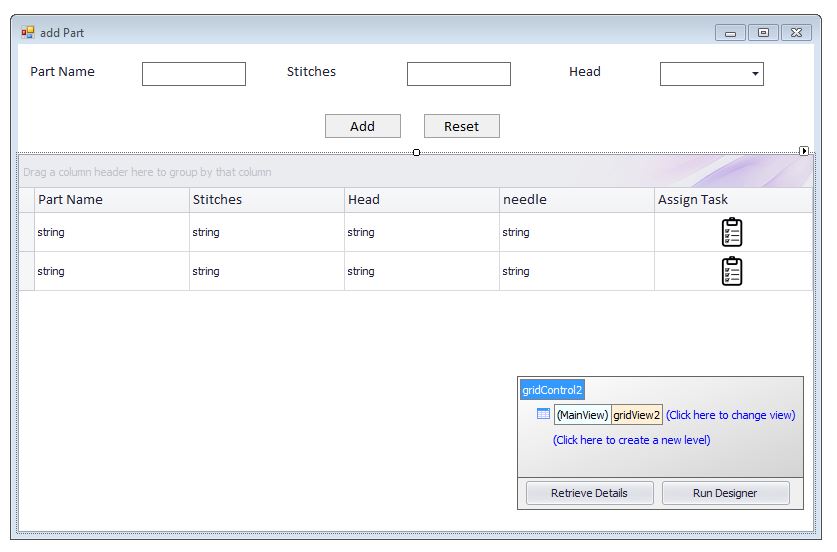 add Part
Part Name Stitches Head
Add Reset
Drag a column header here to group by that column
Part Name Stitches Head needle Assign Task
string string string string
string string string string
gridControl2
(MainView) gridView2 (Click here to change view)
(Click here to create a new level)
Retrieve Details Run Designer